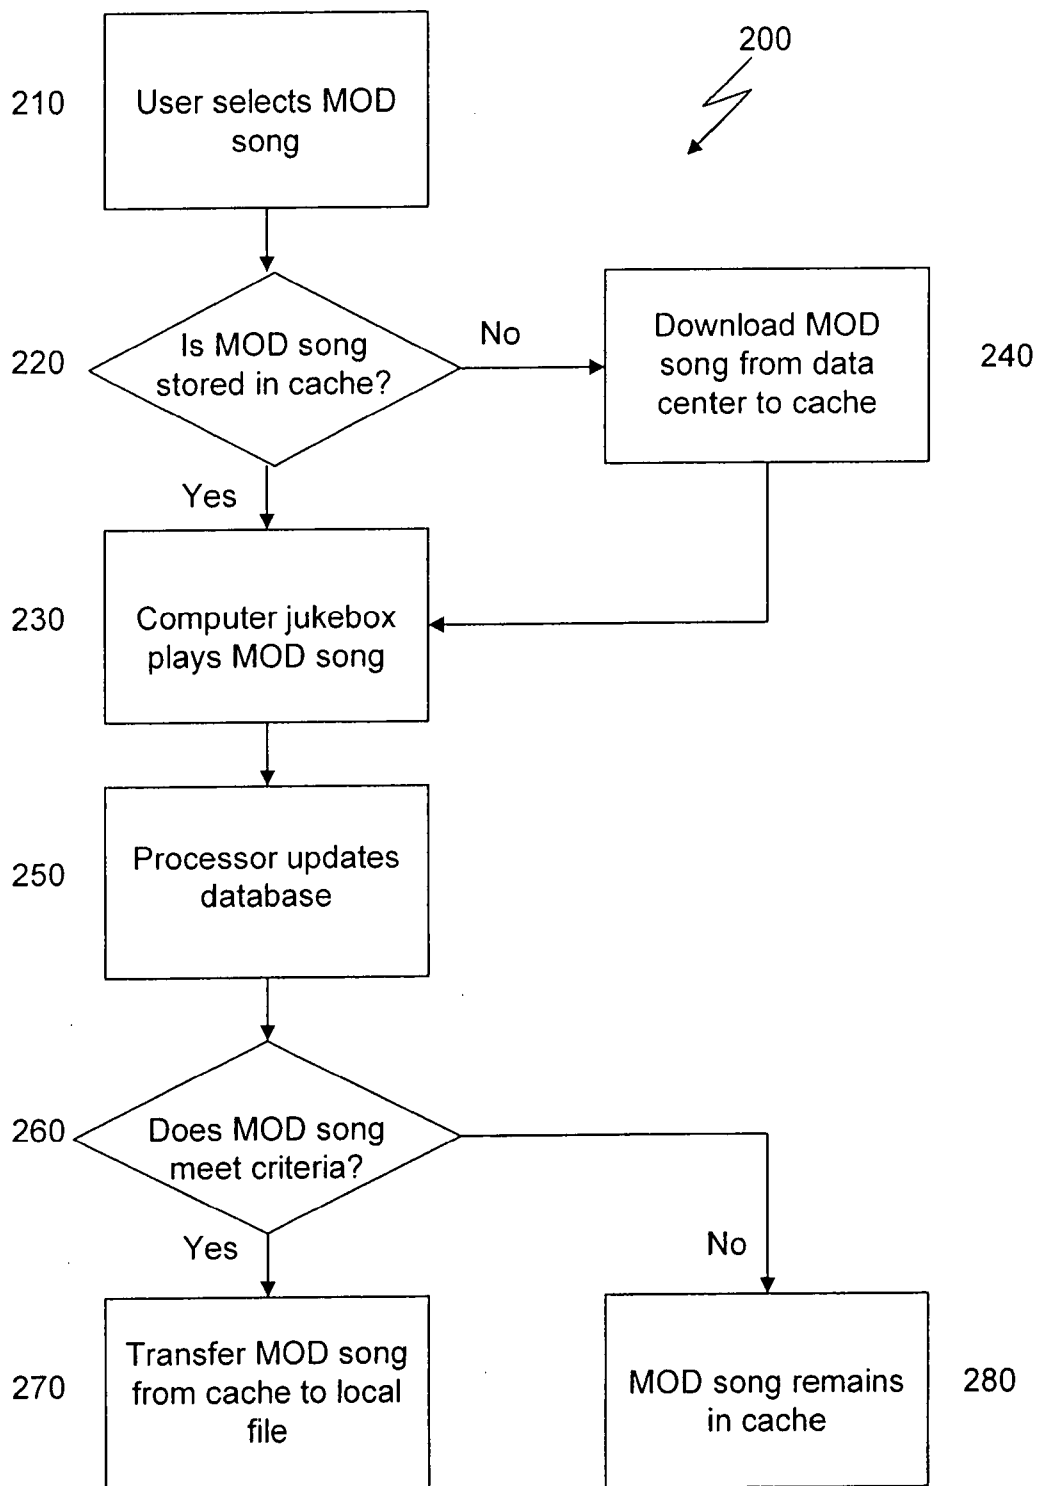 200
210
User selects MOD
song
220
Is MOD song
stored in cache?
No
Download MOD
song from data
center to cache
240
Yes
230
Computer jukebox
plays MOD song
250
Processor updates
database
260
Does MOD song
meet criteria?
Yes
No
270
Transfer MOD song
from cache to local
file
MOD song remains
in cache
280